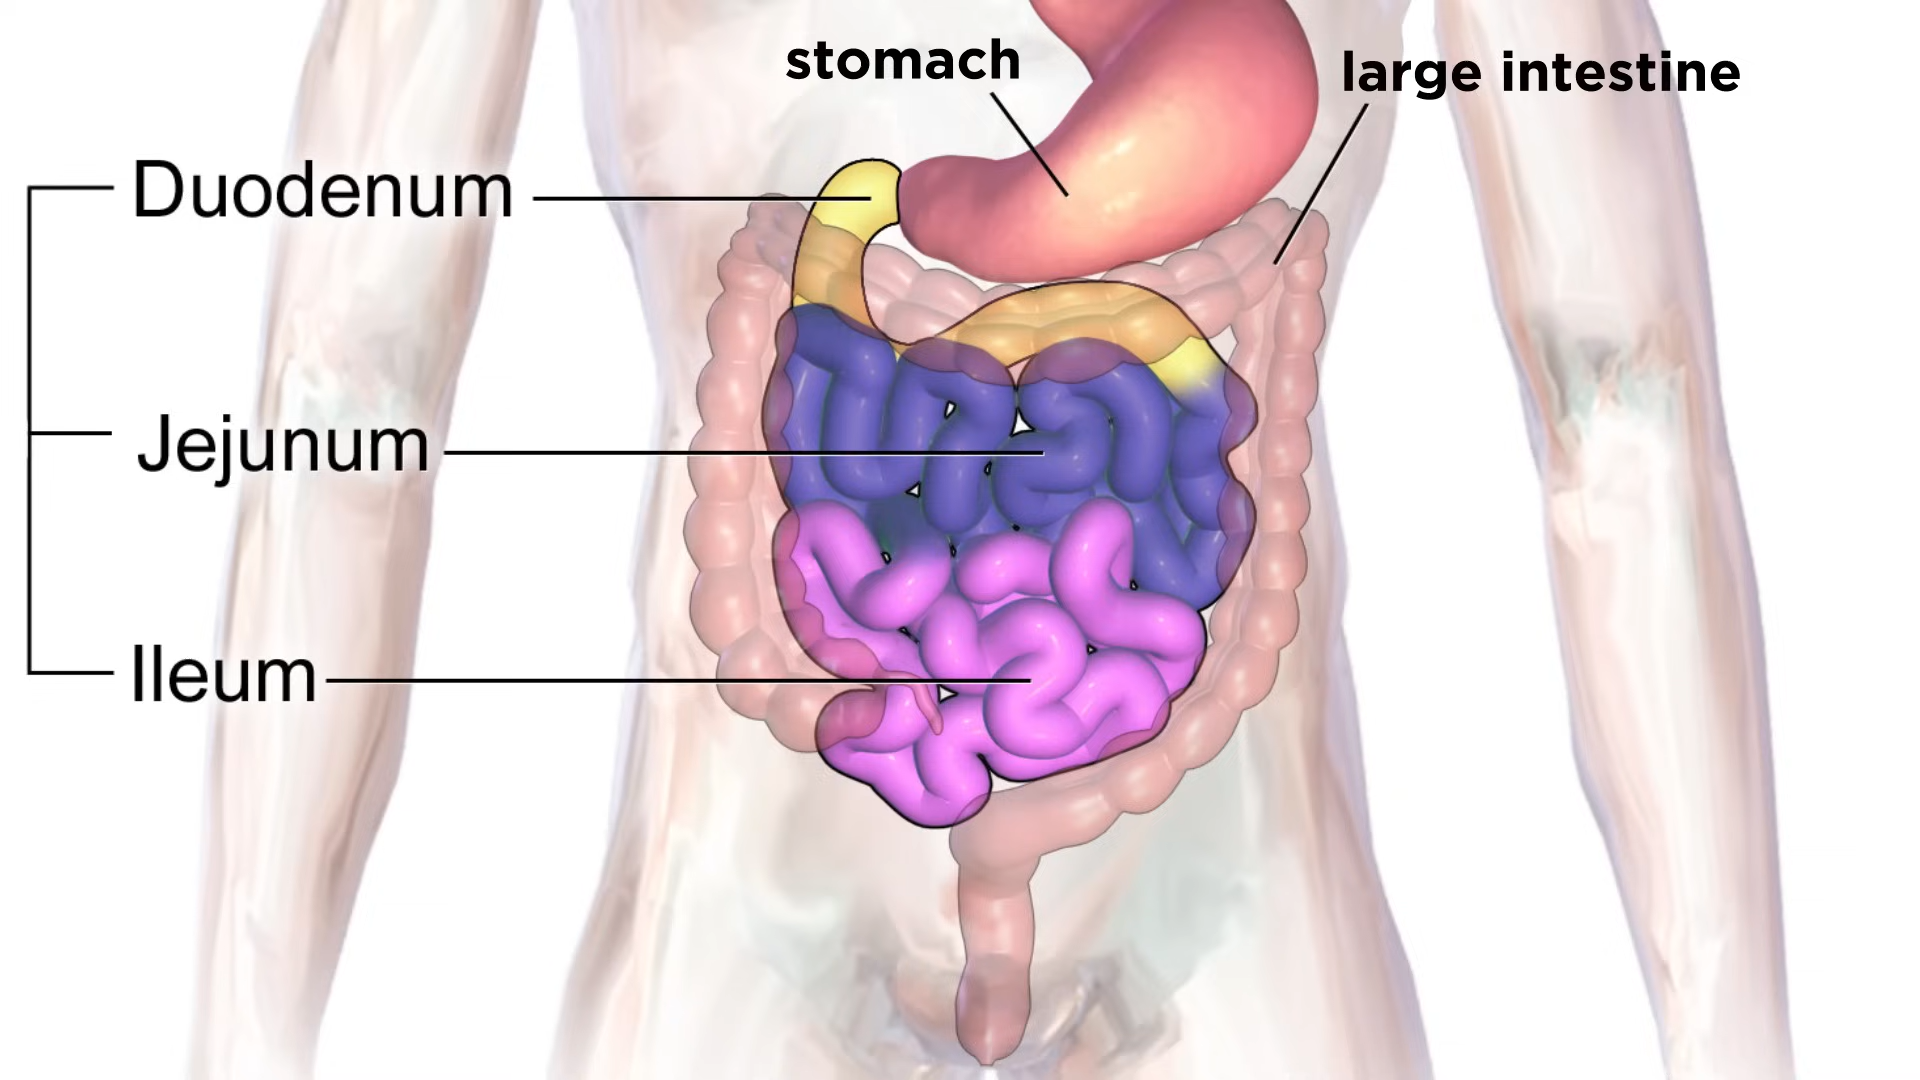 stomach
large intestine
Duodenum
Jejunum
Ileum